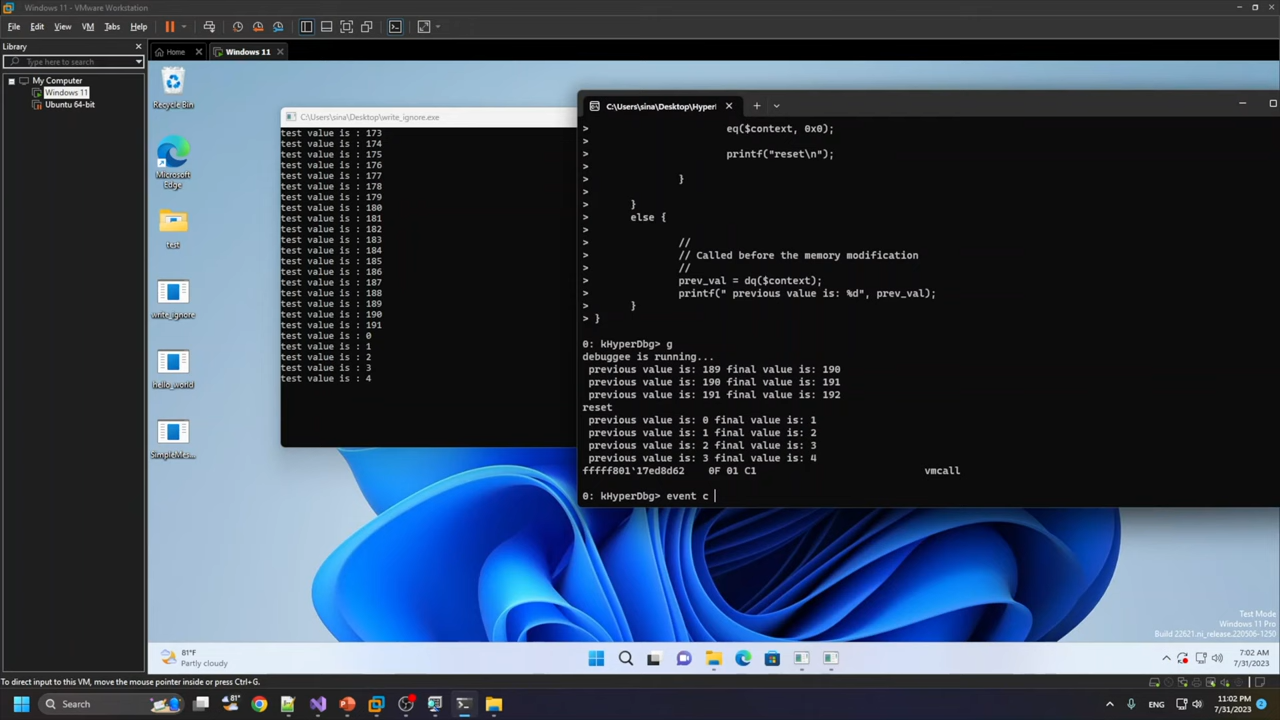 Windows 11 - VMware Workstation
File Edit View VM Tabs Help
Library
Type here to search
My Computer
Windows 11
Ubuntu 64-bit
Home
Windows 11
Recycle Bin
Microsoft
Edge
test
write_ignore
hello_world
SimpleMes...
C:\Users\sina\Desktop\write_ignore.exe
test value is : 173
test value is : 174
test value is : 175
test value is : 176
test value is : 177
test value is : 178
test value is : 179
test value is : 180
test value is : 181
test value is : 182
test value is : 183
test value is : 184
test value is : 185
test value is : 186
test value is : 187
test value is : 188
test value is : 189
test value is : 190
test value is : 191
test value is : 0
test value is : 1
test value is : 2
test value is : 3
test value is : 4
C:\Users\sina\Desktop\Hyper
> eq($context, 0x0);
>
> printf("reset\n");
>
> }
>
> }
> else {
>
> //
> // Called before the memory modification
> //
> prev_val = dq($context);
> printf(" previous value is: %d", prev_val);
> }
> }
0: kHyperDbg> g
debuggee is running...
previous value is: 189 final value is: 190
previous value is: 190 final value is: 191
previous value is: 191 final value is: 192
reset
previous value is: 0 final value is: 1
previous value is: 1 final value is: 2
previous value is: 2 final value is: 3
previous value is: 3 final value is: 4
fffff801`17ed8d62 0F 01 C1 vmcall
0: kHyperDbg> event c
Test Mode
Windows 11 Pro
Build 22621.ni_release.220506-1250
81°F
Partly cloudy
7:02 AM
7/31/2023
To direct input to this VM, move the mouse pointer inside or press Ctrl+G.
Search
81°
ENG
11:02 PM
7/31/2023
2